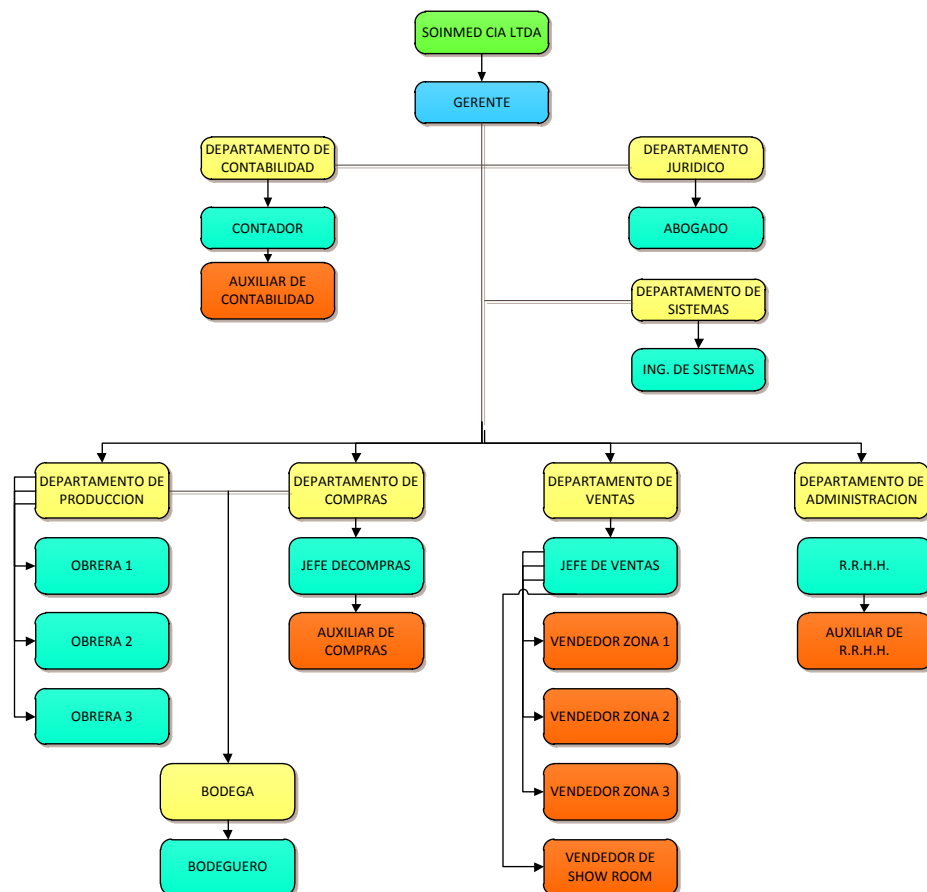 SOINMED CIA LTDA
GERENTE
DEPARTAMENTO DE
CONTABILIDAD
DEPARTAMENTO
JURIDICO
CONTADOR
ABOGADO
AUXILIAR DE
CONTABILIDAD
DEPARTAMENTO DE
SISTEMAS
ING. DE SISTEMAS
DEPARTAMENTO DE
PRODUCCION
DEPARTAMENTO DE
COMPRAS
DEPARTAMENTO DE
VENTAS
DEPARTAMENTO DE
ADMINISTRACION
OBRERA 1
JEFE DECOMPRAS
JEFE DE VENTAS
R.R.H.H.
OBRERA 2
AUXILIAR DE
COMPRAS
VENDEDOR ZONA 1
AUXILIAR DE
R.R.H.H.
OBRERA 3
VENDEDOR ZONA 2
BODEGA
VENDEDOR ZONA 3
BODEGUERO
VENDEDOR DE
SHOW ROOM